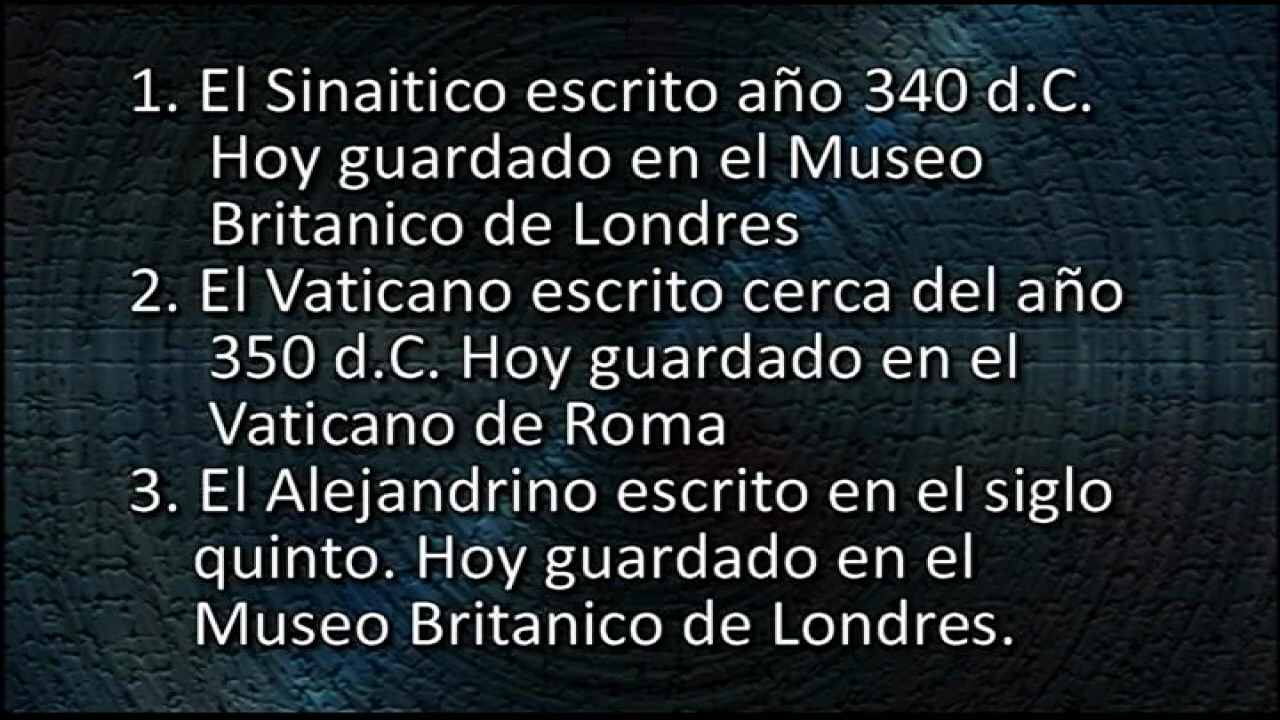 1. El Sinaitico escrito año 340 d.C.
Hoy guardado en el Museo
Britanico de Londres
2. El Vaticano escrito cerca del año
350 d.C. Hoy guardado en el
Vaticano de Roma
3. El Alejandrino escrito en el siglo
quinto. Hoy guardado en el
Museo Britanico de Londres.